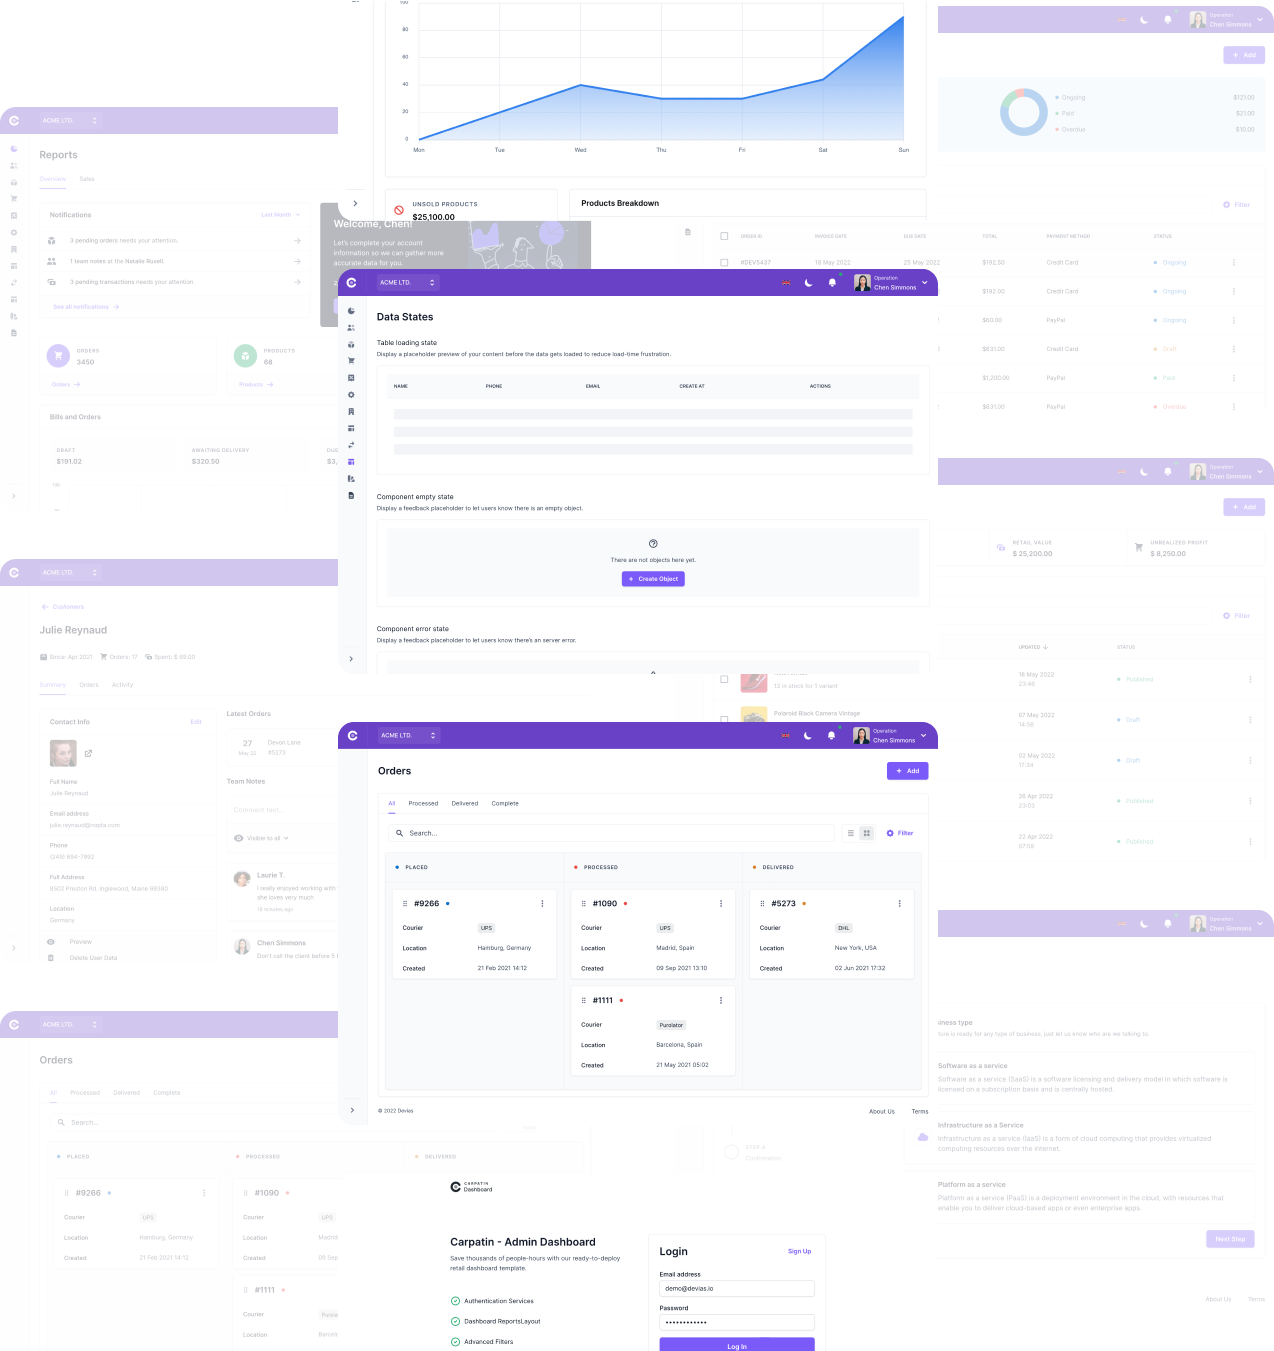 100
80
60
40
20
0
Mon Tue Wed Thu Fri Sat Sun
UNSOLD PRODUCTS
$25,100.00
Products Breakdown
Operation
Chen Simmons
+ Add
Ongoing $121.00
Paid $21.00
Overdue $10.00
Filter
ORDER ID INVOICE DATE DUE DATE TOTAL PAYMENT METHOD STATUS
#DEV5437 18 May 2022 25 May 2022 $192.50 Credit Card Ongoing
$192.00 Credit Card Ongoing
$60.00 PayPal Ongoing
$631.00 Credit Card Draft
$1,200.00 PayPal Paid
$631.00 PayPal Overdue
ACME LTD.
Reports
Overview Sales
Notifications Last Month
3 pending orders needs your attention.
1 team notes of the Natalie Rusell.
3 pending transactions needs your attention
See all notifications
Welcome, Chen!
Let's complete your account
information so we can gather more
accurate data for you.
ORDERS
3450
Orders
PRODUCTS
68
Products
Bills and Orders
DRAFT
$191.02
AWAITING DELIVERY
$320.50
DUE
$3,
100
ACME LTD.
Operation
Chen Simmons
Data States
Table loading state
Display a placeholder preview of your content before the data gets loaded to reduce load-time frustration.
NAME PHONE EMAIL CREATE AT ACTIONS
Component empty state
Display a feedback placeholder to let users know there is an empty object.
There are not objects here yet.
+ Create Object
Component error state
Display a feedback placeholder to let users know there's an server error.
Operation
Chen Simmons
+ Add
RETAIL VALUE
$ 25,200.00
UNREALIZED PROFIT
$ 8,250.00
Filter
UPDATED STATUS
18 May 2022
23:46
Published
07 May 2022
14:56
Draft
02 May 2022
17:34
Draft
26 Apr 2022
23:03
Published
22 Apr 2022
07:58
Published
12 in stock for 1 variant
Polaroid Black Camera Vintage
ACME LTD.
Customers
Julie Reynaud
Since: Apr 2021 Orders: 17 Spent: $ 69.00
Summary Orders Activity
Contact Info Edit
Full Name
Julie Reynaud
Email address
julie.reynaud@nopta.com
Phone
(245) 894-7892
Full Address
8502 Preston Rd. Inglewood, Maine 98380
Location
Germany
Preview
Delete User Data
Latest Orders
27
May 22
Devon Lane
#5273
Team Notes
Comment text...
Visible to all
Laurie T.
I really enjoyed working with
she loves very much
15 minutes ago
Chen Simmons
Don't call the client before 5
ACME LTD.
Operation
Chen Simmons
Orders
+ Add
All Processed Delivered Complete
Search...
Filter
PLACED PROCESSED DELIVERED
#9266
Courier UPS
Location Hamburg, Germany
Created 21 Feb 2021 14:12
#1090
Courier UPS
Location Madrid, Spain
Created 09 Sep 2021 13:10
#5273
Courier DHL
Location New York, USA
Created 02 Jun 2021 17:32
#1111
Courier Purolator
Location Barcelona, Spain
Created 21 May 2021 05:02
© 2022 Devias
About Us Terms
Operation
Chen Simmons
iness type
ture is ready for any type of business, just let us know who are we talking to.
Software as a service
Software as a service (SaaS) is a software licensing and delivery model in which software is
licensed on a subscription basis and is centrally hosted.
Infrastructure as a Service
Infrastructure as a service (IaaS) is a form of cloud computing that provides virtualized
computing resources over the internet.
Platform as a service
Platform as a service (PaaS) is a deployment environment in the cloud, with resources that
enable you to deliver cloud-based apps or even enterprise apps.
Next Step
About Us Terms
STEP 4
Confirmation
ACME LTD.
Orders
All Processed Delivered Complete
Search...
PLACED PROCESSED DELIVERED
#9266
Courier UPS
Location Hamburg, Germany
Created 21 Feb 2021 14:12
#1090
Courier UPS
Location Madrid
Created 09 Sep
#1111
Courier
Location
CARPATIN
Dashboard
Carpatin - Admin Dashboard
Save thousands of people-hours with our ready-to-deploy
retail dashboard template.
Authentication Services
Dashboard ReportsLayout
Advanced Filters
Login Sign Up
Email address
demo@devias.io
Password
••••••••••••
Log In